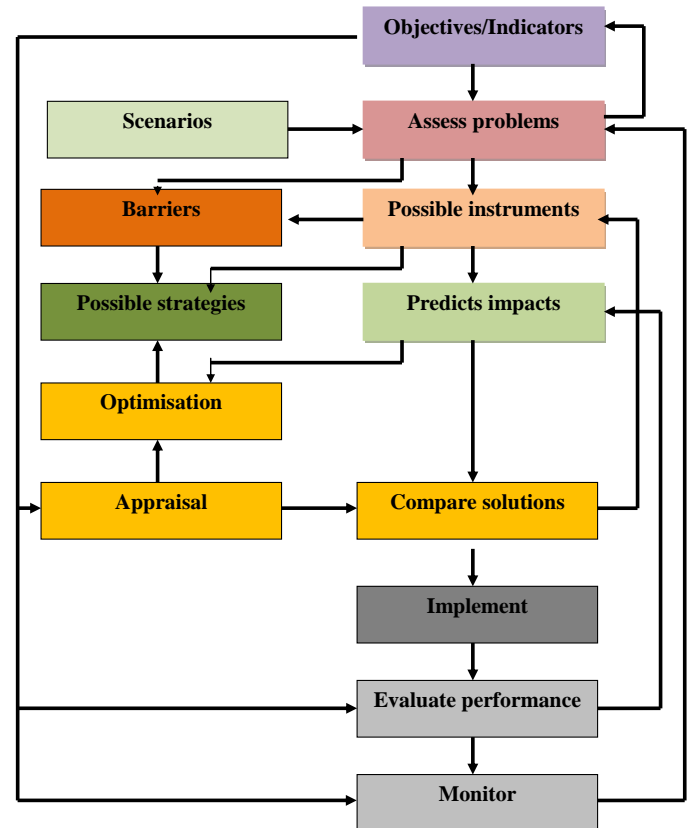 Objectives/Indicators
Scenarios
Assess problems
Barriers
Possible instruments
Possible strategies
Predicts impacts
Optimisation
Appraisal
Compare solutions
Implement
Evaluate performance
Monitor